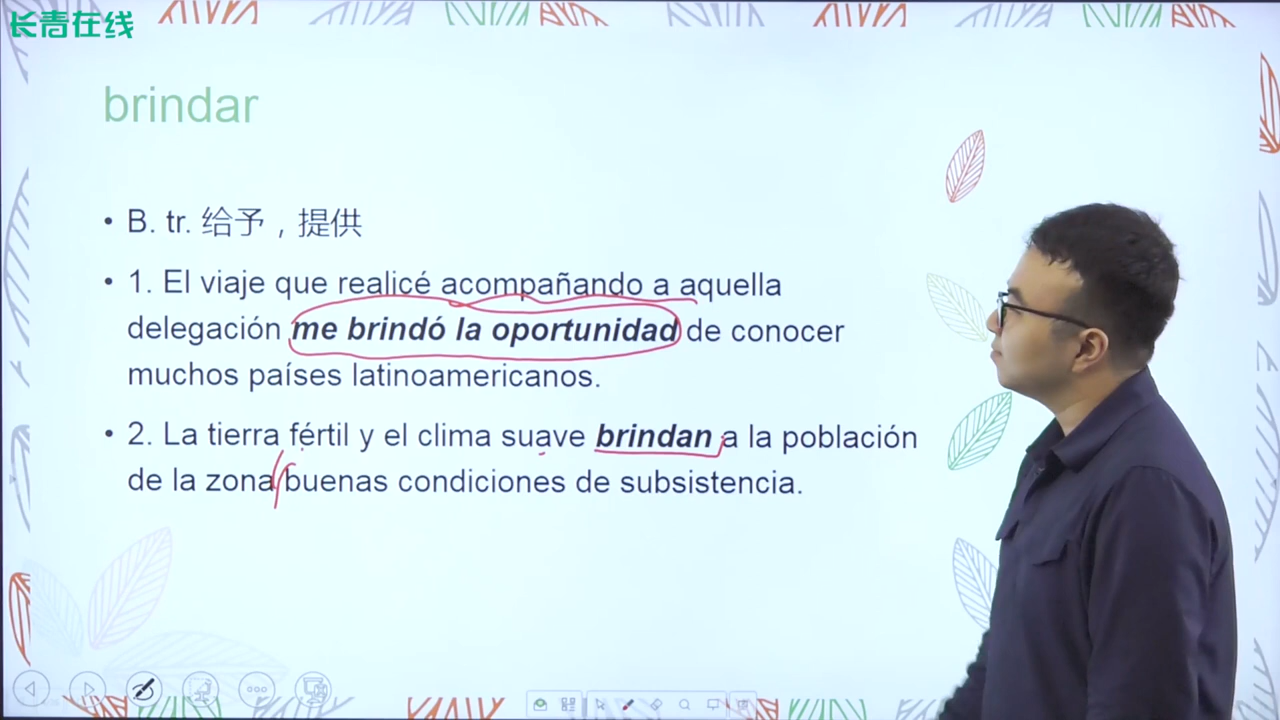 长青在线
brindar
• B. tr. 给予，提供
• 1. El viaje que realicé acompañando a aquella
delegación me brindó la oportunidad de conocer
muchos países latinoamericanos.
• 2. La tierra fértil y el clima suave brindan a la población
de la zona buenas condiciones de subsistencia.